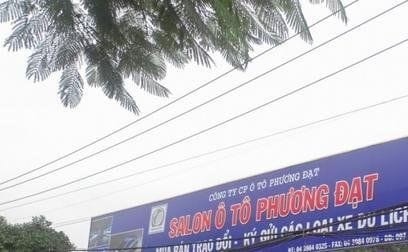 CÔNG TY CP Ô TÔ PHƯƠNG ĐẠT
SALON Ô TÔ PHƯƠNG ĐẠT
MUA BÁN TRAO ĐỔI - KÝ GỬI CÁC LOẠI XE DU LỊCH